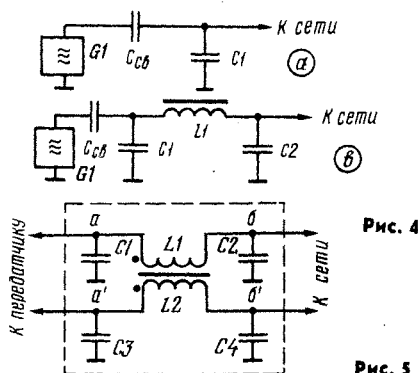 К сети
G1
Cсв
C1
а
L1
К сети
G1
Cсв
C1
C2
в
К передатчику
а
L1
б
C1
C2
Рис. 4
а'
L2
б'
К сети
C3
C4
Рис. 5